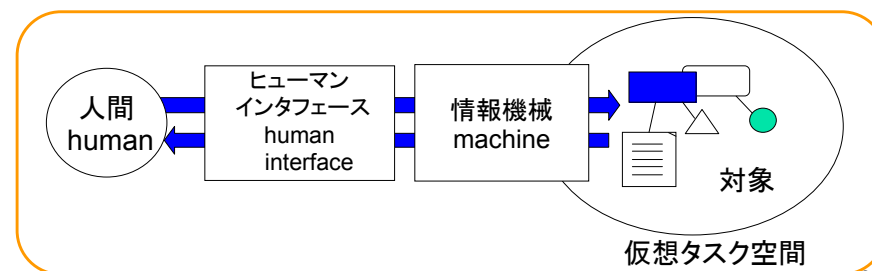 人間
human
ヒューマン
インタフェース
human
interface
情報機械
machine
対象
仮想タスク空間